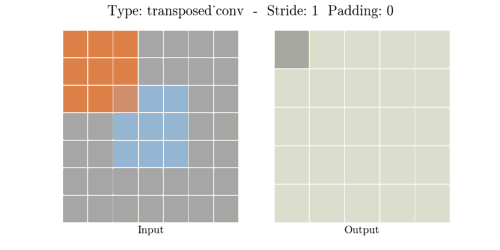 Type: transposed˙conv - Stride: 1 Padding: 0
Input
Output